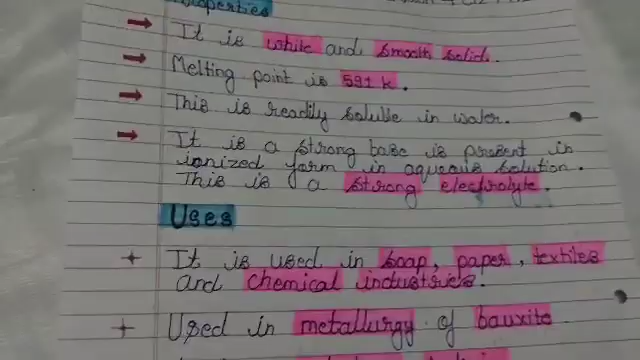 Properties
It is white and smooth solid.
Melting point is 591 k.
This is readily soluble in water.
It is a strong base is present in
ionized form in aqueous solution.
This is a strong electrolyte.
Uses
It is used in soap, paper, textiles
and chemical industries.
Used in metallurgy of bauxite